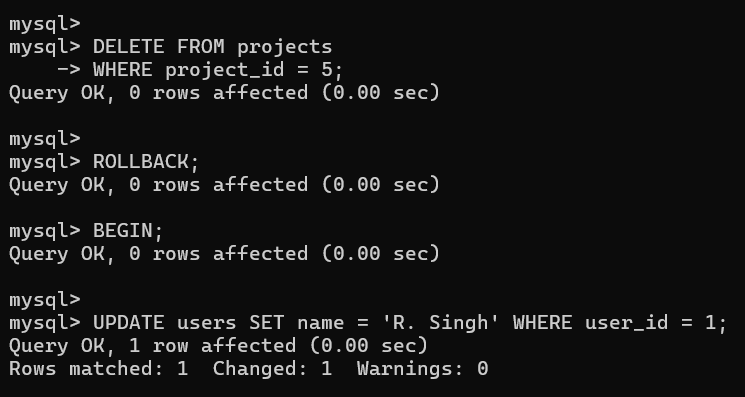 mysql>
mysql> DELETE FROM projects
    -> WHERE project_id = 5;
Query OK, 0 rows affected (0.00 sec)

mysql>
mysql> ROLLBACK;
Query OK, 0 rows affected (0.00 sec)

mysql> BEGIN;
Query OK, 0 rows affected (0.00 sec)

mysql>
mysql> UPDATE users SET name = 'R. Singh' WHERE user_id = 1;
Query OK, 1 row affected (0.00 sec)
Rows matched: 1  Changed: 1  Warnings: 0